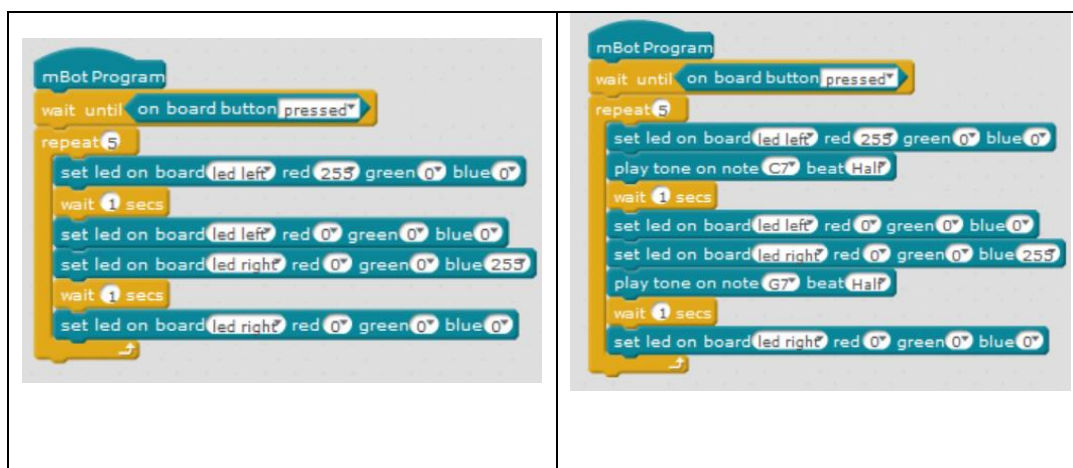 mBot Program
wait until on board button pressed
repeat 5
set led on board led left red 255 green 0 blue 0
wait 1 secs
set led on board led left red 0 green 0 blue 0
set led on board led right red 0 green 0 blue 255
wait 1 secs
set led on board led right red 0 green 0 blue 0
mBot Program
wait until on board button pressed
repeat 5
set led on board led left red 255 green 0 blue 0
play tone on note C7 beat Half
wait 1 secs
set led on board led left red 0 green 0 blue 0
set led on board led right red 0 green 0 blue 255
play tone on note G7 beat Half
wait 1 secs
set led on board led right red 0 green 0 blue 0